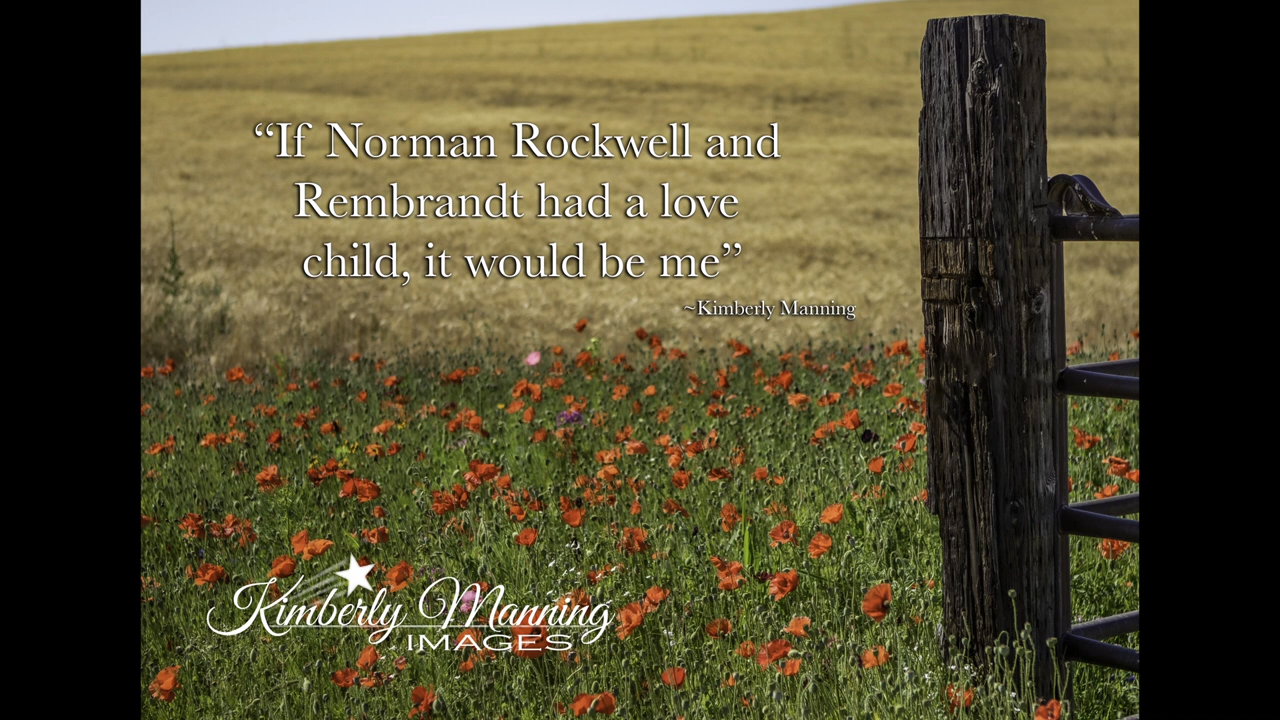 “If Norman Rockwell and
Rembrandt had a love
child, it would be me”
~Kimberly Manning
Kimberly Manning
IMAGES